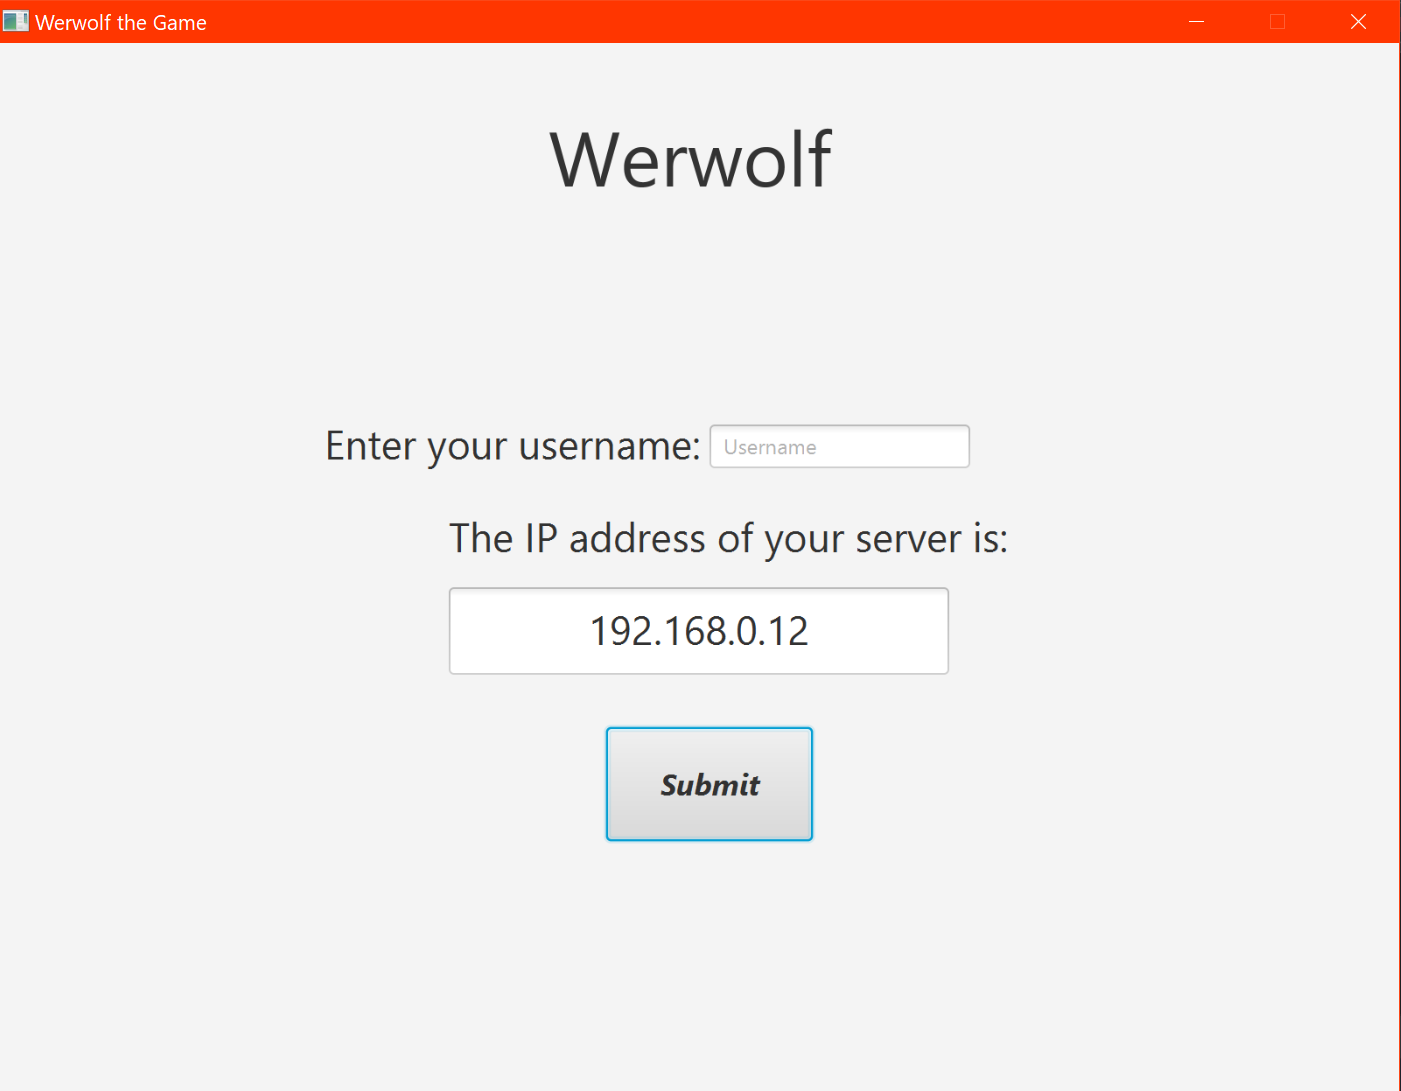 Werwolf the Game
Werwolf
Enter your username: Username
The IP address of your server is:
192.168.0.12
Submit